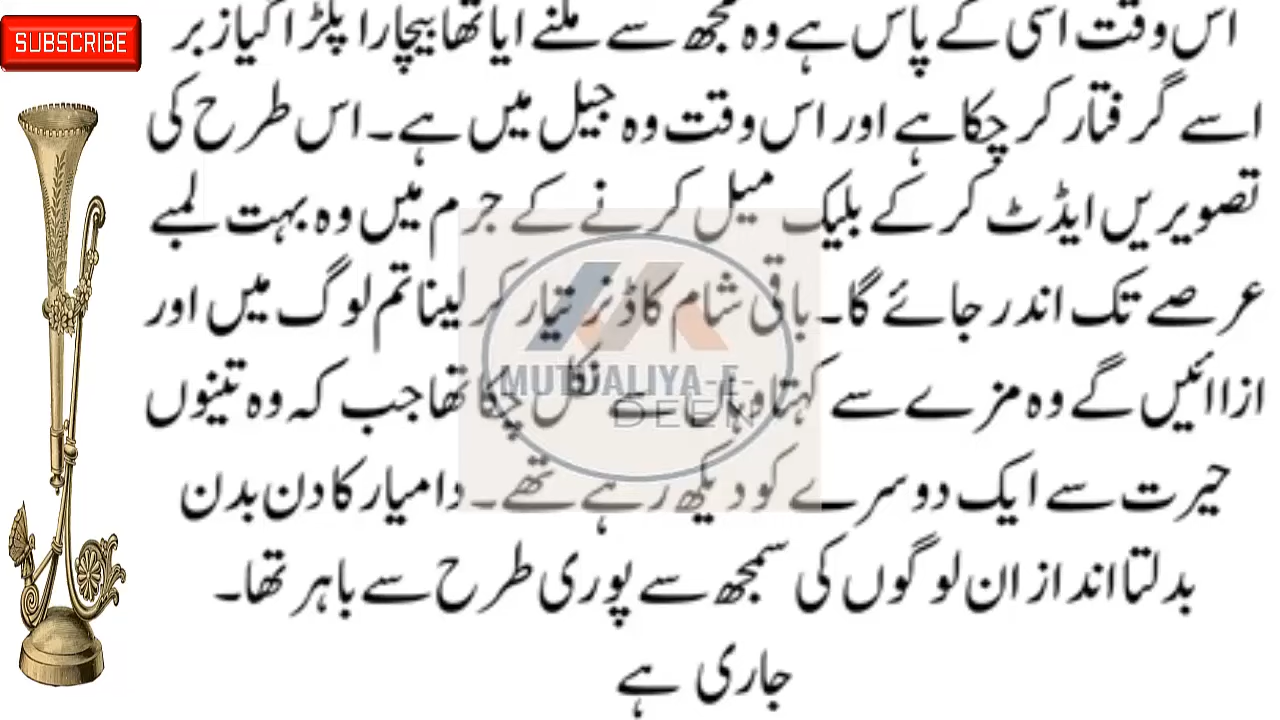 SUBSCRIBE
اس وقت اسی کے پاس ہے وہ مجھ سے ملنے ایا تھا بیچارا پکڑا گیا زبر
اسے گرفتار کر چکا ہے اور اس وقت وہ جیل میں ہے۔ اس طرح کی
تصویریں ایڈٹ کر کے بلیک میل کرنے کے جرم میں وہ بہت لمبے
عرصے تک اندر جائے گا۔ باقی شام کا ڈنر تیار کر لینا تم لوگ میں اور
ازا ائیں گے وہ مزے سے کہتا وہاں سے نکل چکا تھا جب کہ وہ تینوں
حیرت سے ایک دوسرے کو دیکھ رہے تھے۔ دامیار کا دن بدن
بدلتا انداز ان لوگوں کی سمجھ سے پوری طرح سے باہر تھا۔
جاری ہے
MUTUALIYA-E-
DEEN